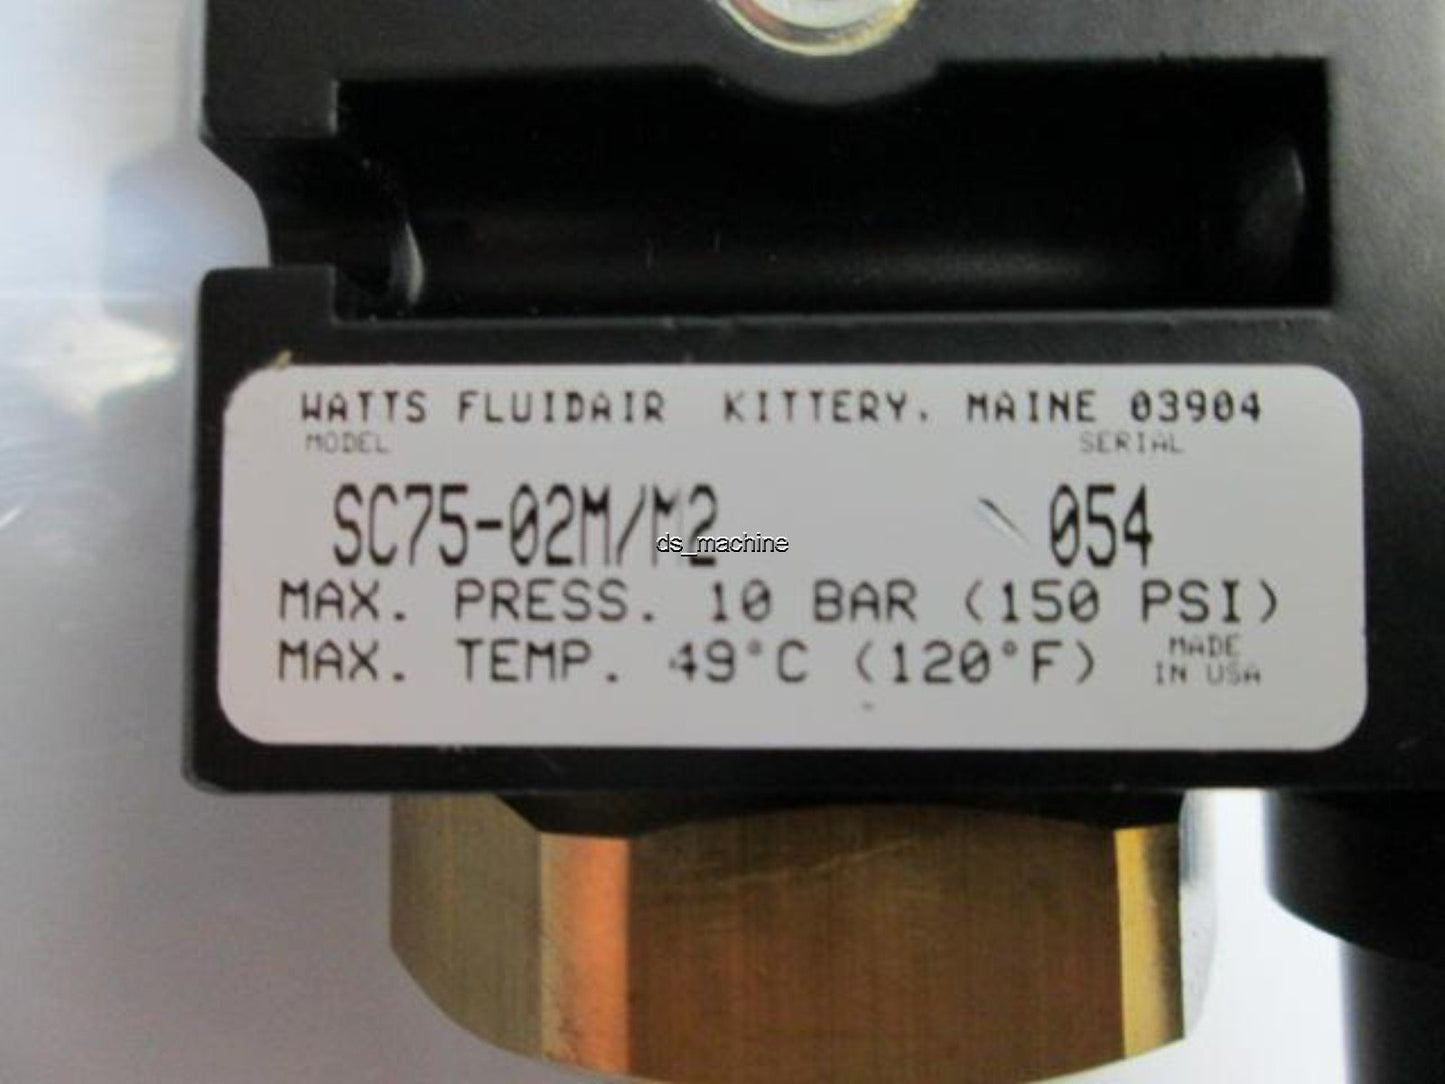 WATTS FLUIDAIR KITTERY, MAINE 03904
MODEL SERIAL
SC75-02M/M2 054
ds_machine
MAX. PRESS. 10 BAR (150 PSI)
MAX. TEMP. 49°C (120°F) MADE
IN USA